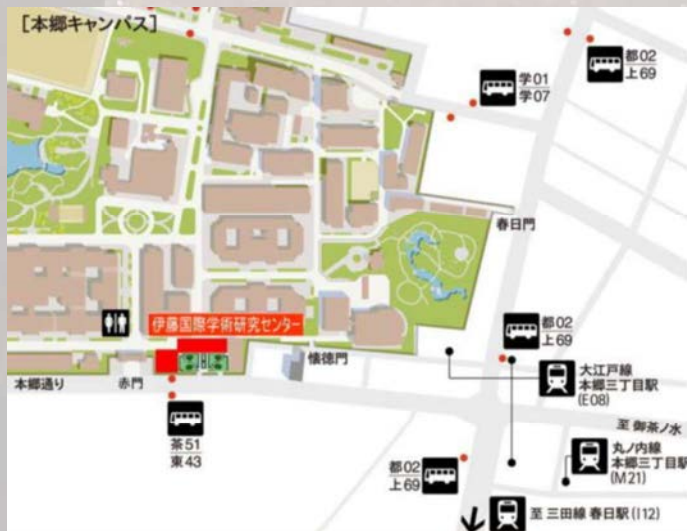 [本郷キャンパス]
都02
上69
学01
学07
春日門
伊藤国際学術研究センター
都02
上69
懐徳門
大江戸線
本郷三丁目駅
(E08)
本郷通り
赤門
茶51
東43
至 御茶ノ水
丸ノ内線
本郷三丁目駅
(M21)
都02
上69
至 三田線 春日駅(I12)